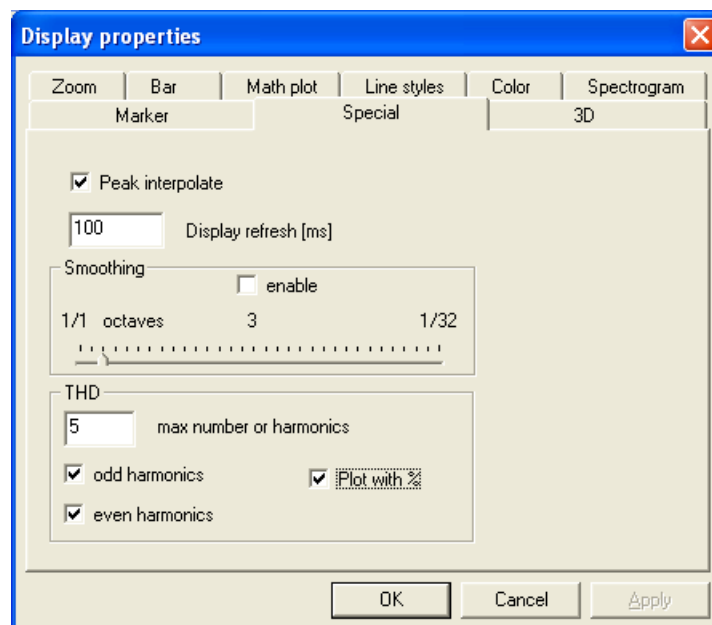 Display properties
Zoom Bar Math plot Line styles Color Spectrogram
Marker Special 3D
Peak interpolate
100 Display refresh [ms]
Smoothing
enable
1/1 octaves 3 1/32
THD
5 max number or harmonics
odd harmonics Plot with %
even harmonics
OK Cancel Apply